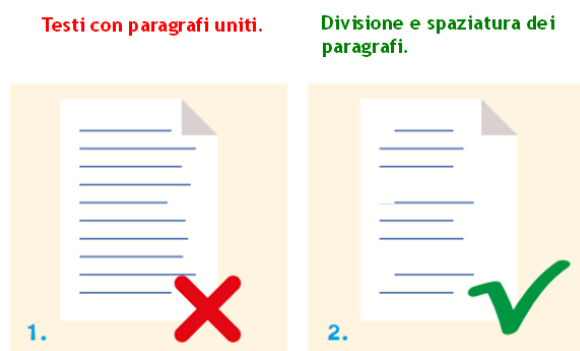 Testi con paragrafi uniti.
Divisione e spaziatura dei
paragrafi.
1.
2.